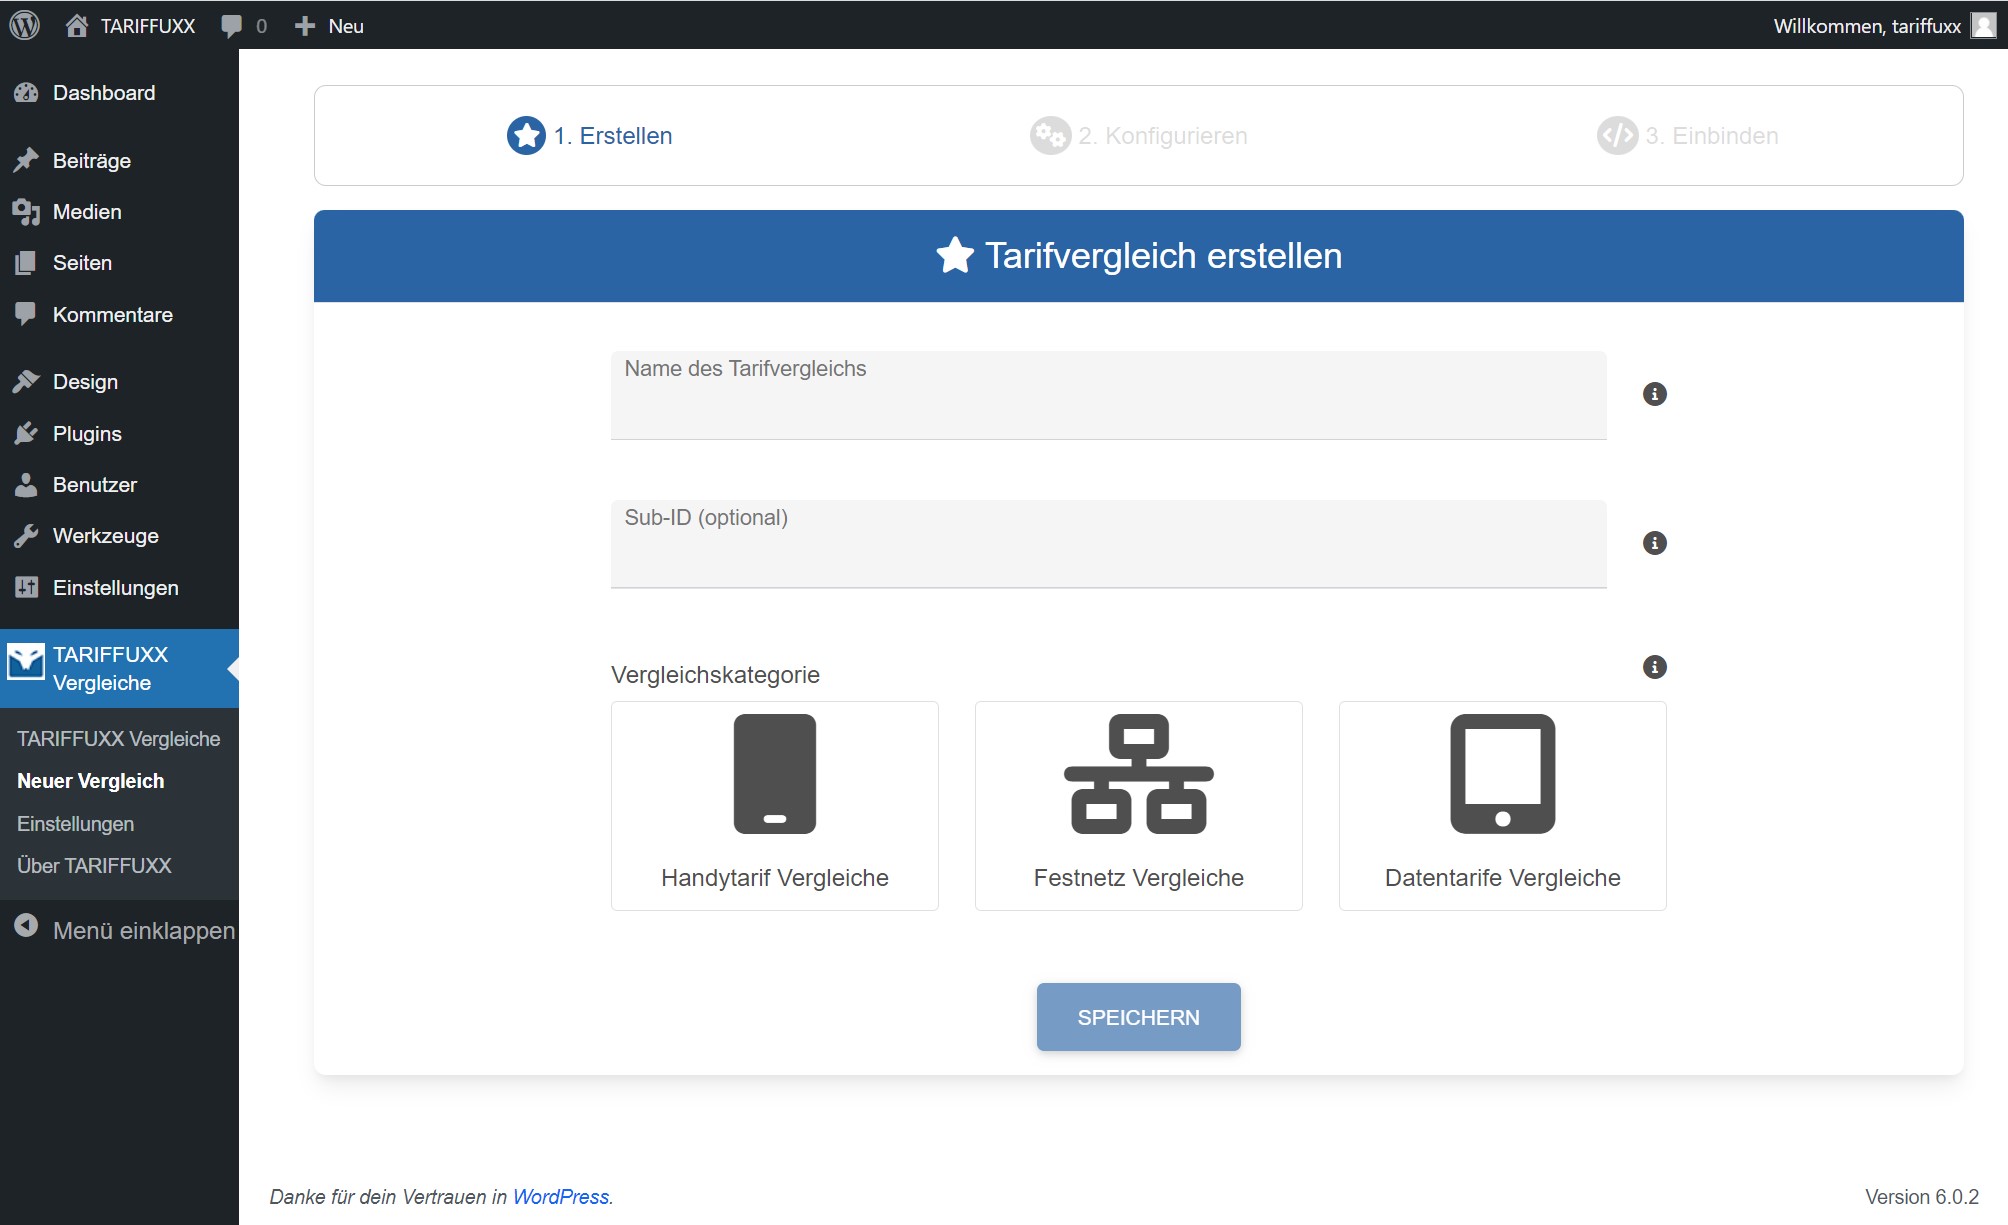 TARIFFUXX 0 Neu Willkommen, tariffuxx
Dashboard
Beiträge
Medien
Seiten
Kommentare
Design
Plugins
Benutzer
Werkzeuge
Einstellungen
TARIFFUXX
Vergleiche
TARIFFUXX Vergleiche
Neuer Vergleich
Einstellungen
Über TARIFFUXX
Menü einklappen
1. Erstellen
2. Konfigurieren
3. Einbinden
Tarifvergleich erstellen
Name des Tarifvergleichs
Sub-ID (optional)
Vergleichskategorie
Handytarif Vergleiche
Festnetz Vergleiche
Datentarife Vergleiche
SPEICHERN
Danke für dein Vertrauen in WordPress.
Version 6.0.2